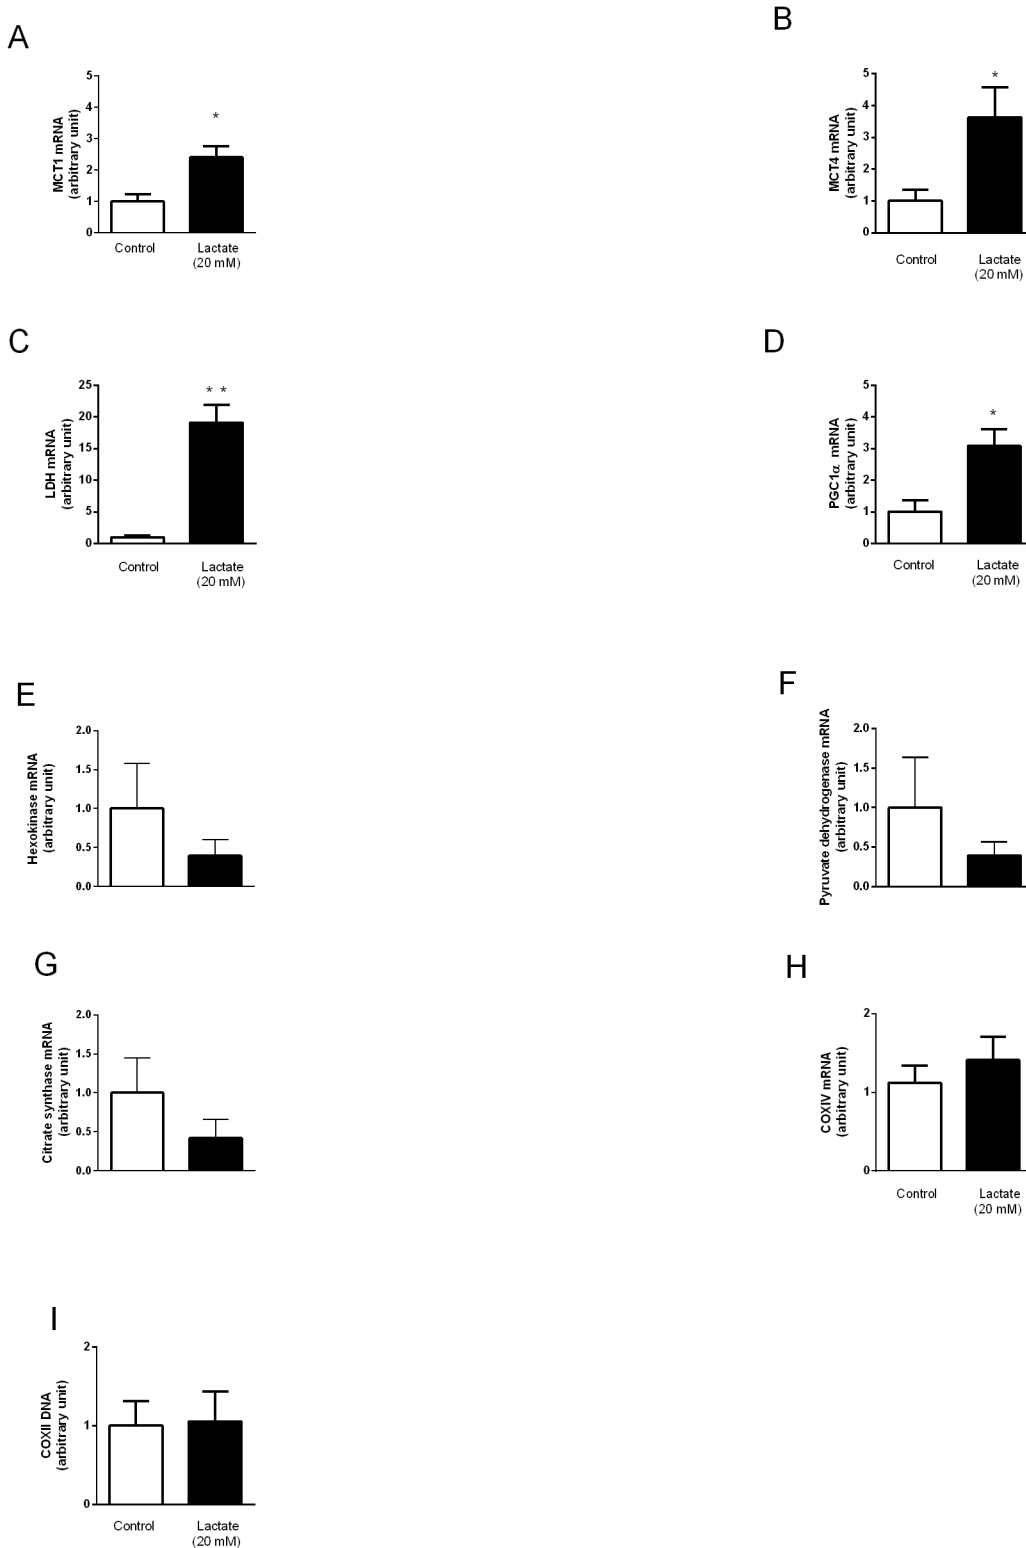 A
MCT1 mRNA
(arbitrary unit)
5
4
3
2
1
0
*
Control
Lactate
(20 mM)
B
MCT4 mRNA
(arbitrary unit)
5
4
3
2
1
0
*
Control
Lactate
(20 mM)
C
LDH mRNA
(arbitrary unit)
25
20
15
10
5
0
* *
Control
Lactate
(20 mM)
D
PGC1α mRNA
(arbitrary unit)
5
4
3
2
1
0
*
Control
Lactate
(20 mM)
E
Hexokinase mRNA
(arbitrary unit)
2.0
1.5
1.0
0.5
0.0
F
Pyruvate dehydrogenase mRNA
(arbitrary unit)
2.0
1.5
1.0
0.5
0.0
G
Citrate synthase mRNA
(arbitrary unit)
2.0
1.5
1.0
0.5
0.0
H
COXIV mRNA
(arbitrary unit)
2
1
0
Control
Lactate
(20 mM)
I
COXII DNA
(arbitrary unit)
2
1
0
Control
Lactate
(20 mM)